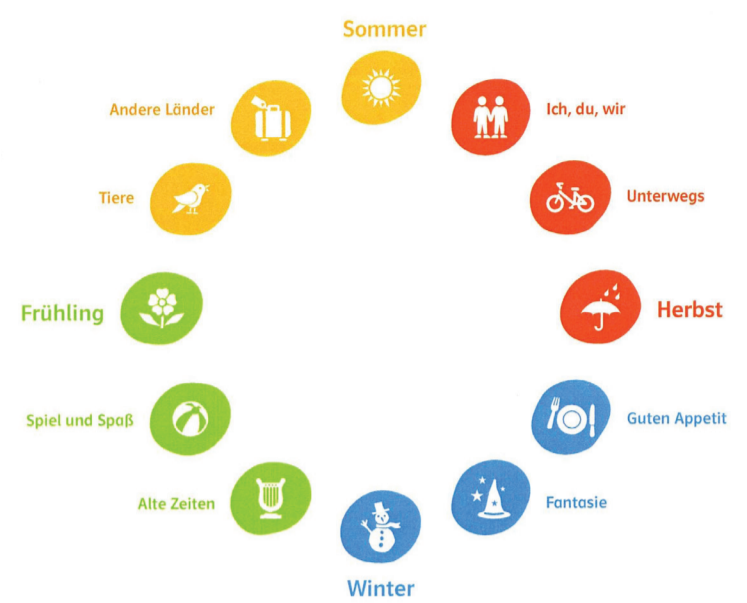 Sommer
Ich, du, wir
Unterwegs
Herbst
Guten Appetit
Fantasie
Winter
Alte Zeiten
Spiel und Spaß
Frühling
Tiere
Andere Länder